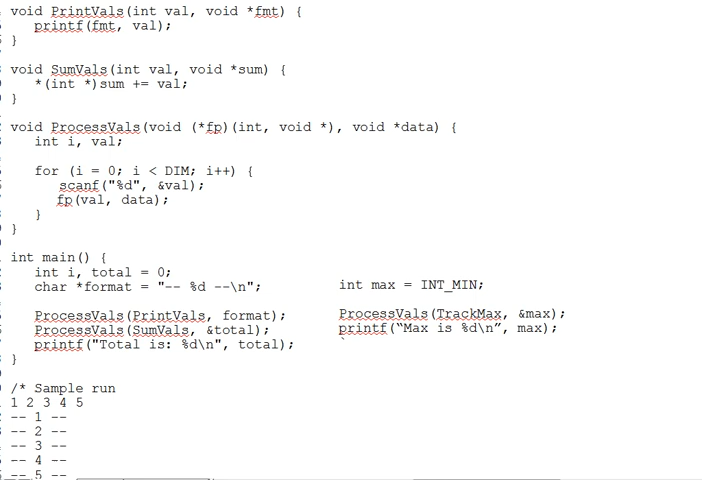 void PrintVals(int val, void *fmt) {
printf(fmt, val);
}
void SumVals(int val, void *sum) {
*(int *)sum += val;
}
void ProcessVals(void (*fp)(int, void *), void *data) {
int i, val;
for (i = 0; i < DIM; i++) {
scanf("%d", &val);
fp(val, data);
}
}
int main() {
int i, total = 0;
char *format = "-- %d --\n";
int max = INT_MIN;
ProcessVals(PrintVals, format);
ProcessVals(TrackMax, &max);
ProcessVals(SumVals, &total);
printf(“Max is %d\n”, max);
printf("Total is: %d\n", total);
`
}
/* Sample run
1 2 3 4 5
-- 1 --
-- 2 --
-- 3 --
-- 4 --
-- 5 --